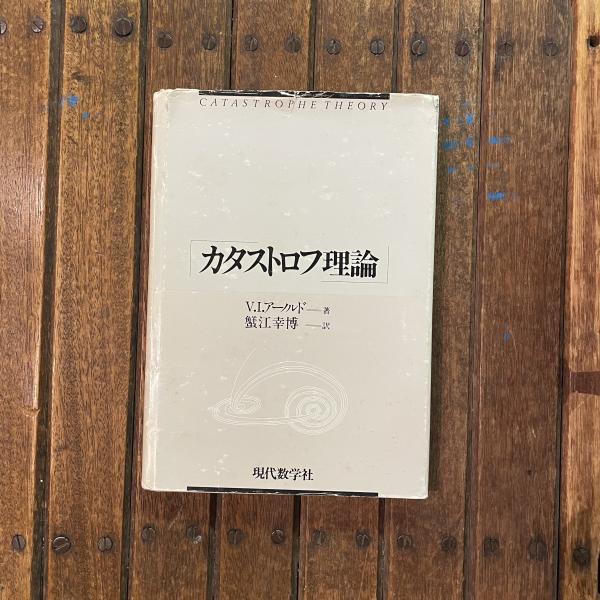 CATASTROPHE THEORY
カタストロフ理論
V.I.アーノルド——著
蟹江幸博——訳
現代数学社